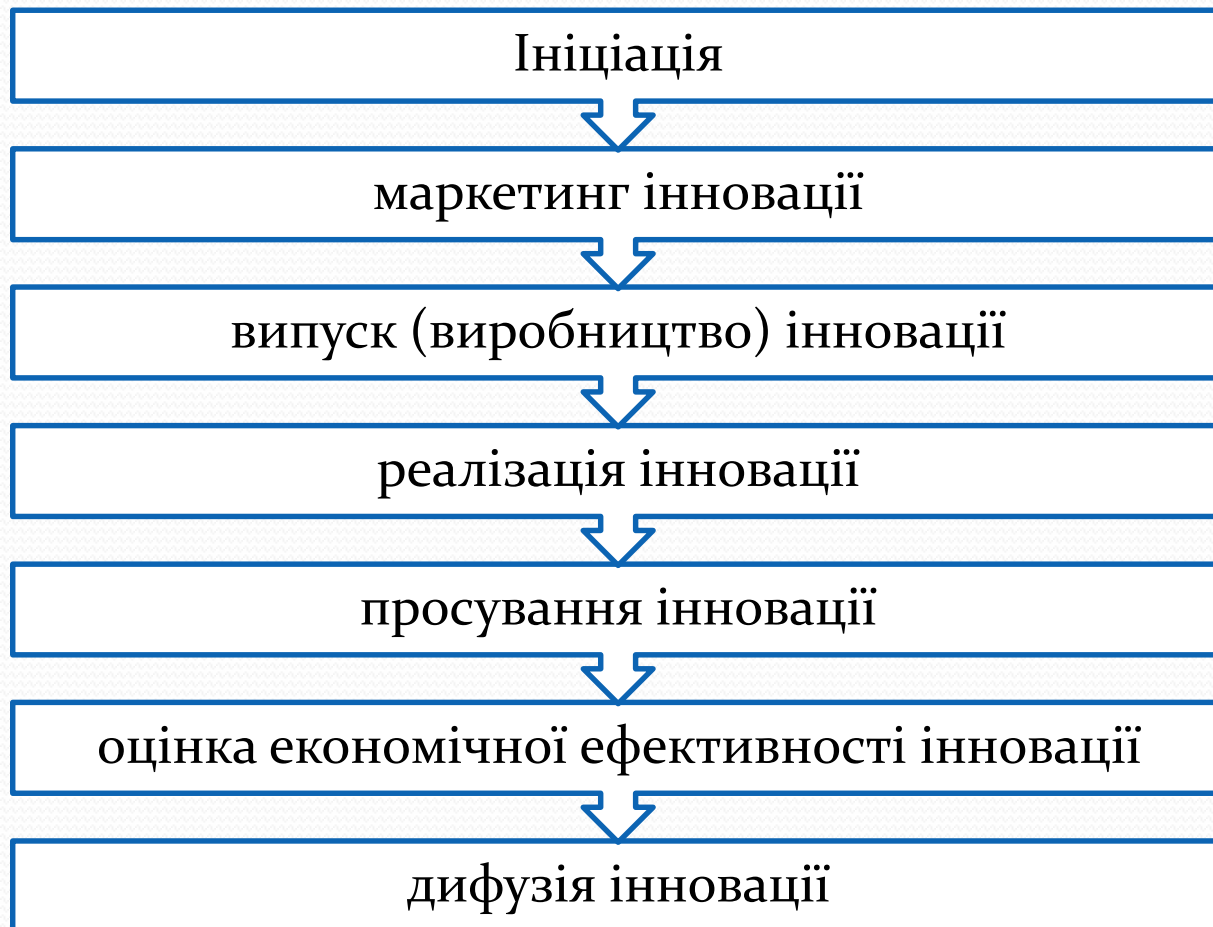 Ініціація
маркетинг інновації
випуск (виробництво) інновації
реалізація інновації
просування інновації
оцінка економічної ефективності інновації
дифузія інновації